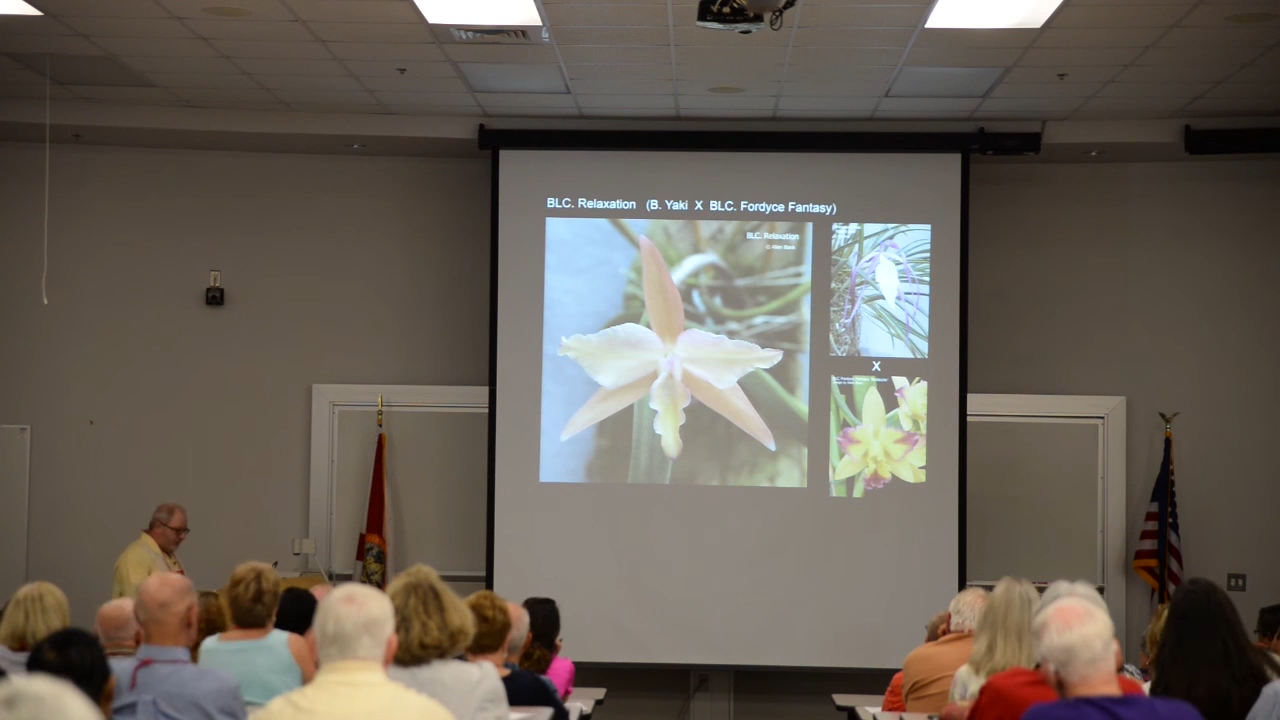 BLC. Relaxation (B. Yaki X BLC. Fordyce Fantasy)
BLC. Relaxation
X